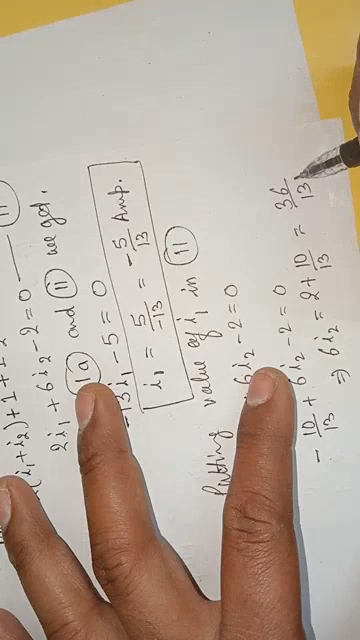 (i₁+i₂)+1+1
2i₁ + 6i₂ - 2 = 0 — (11)
1a and (ii) we get.
-13i₁ - 5 = 0
i₁ = 5/-13 = -5/13 Amp.
Putting value of i₁ in (11)
6i₂ - 2 = 0
-10/13 + 6i₂ - 2 = 0
⇒ 6i₂ = 2 + 10/13 = 36/13